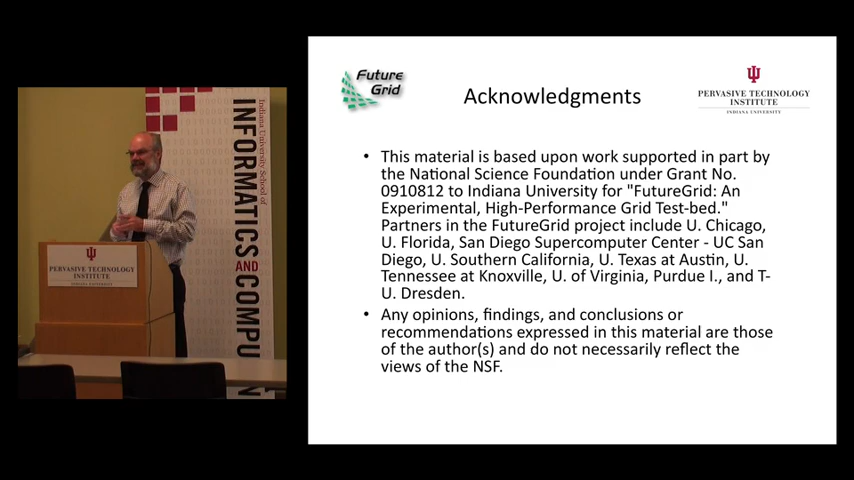 Indiana University School of
INFORMATICS AND COMPU
PERVASIVE TECHNOLOGY
INSTITUTE
INDIANA UNIVERSITY
Future
Grid
Acknowledgments
PERVASIVE TECHNOLOGY
INSTITUTE
INDIANA UNIVERSITY
• This material is based upon work supported in part by
the National Science Foundation under Grant No.
0910812 to Indiana University for "FutureGrid: An
Experimental, High-Performance Grid Test-bed."
Partners in the FutureGrid project include U. Chicago,
U. Florida, San Diego Supercomputer Center - UC San
Diego, U. Southern California, U. Texas at Austin, U.
Tennessee at Knoxville, U. of Virginia, Purdue I., and T-
U. Dresden.
• Any opinions, findings, and conclusions or
recommendations expressed in this material are those
of the author(s) and do not necessarily reflect the
views of the NSF.